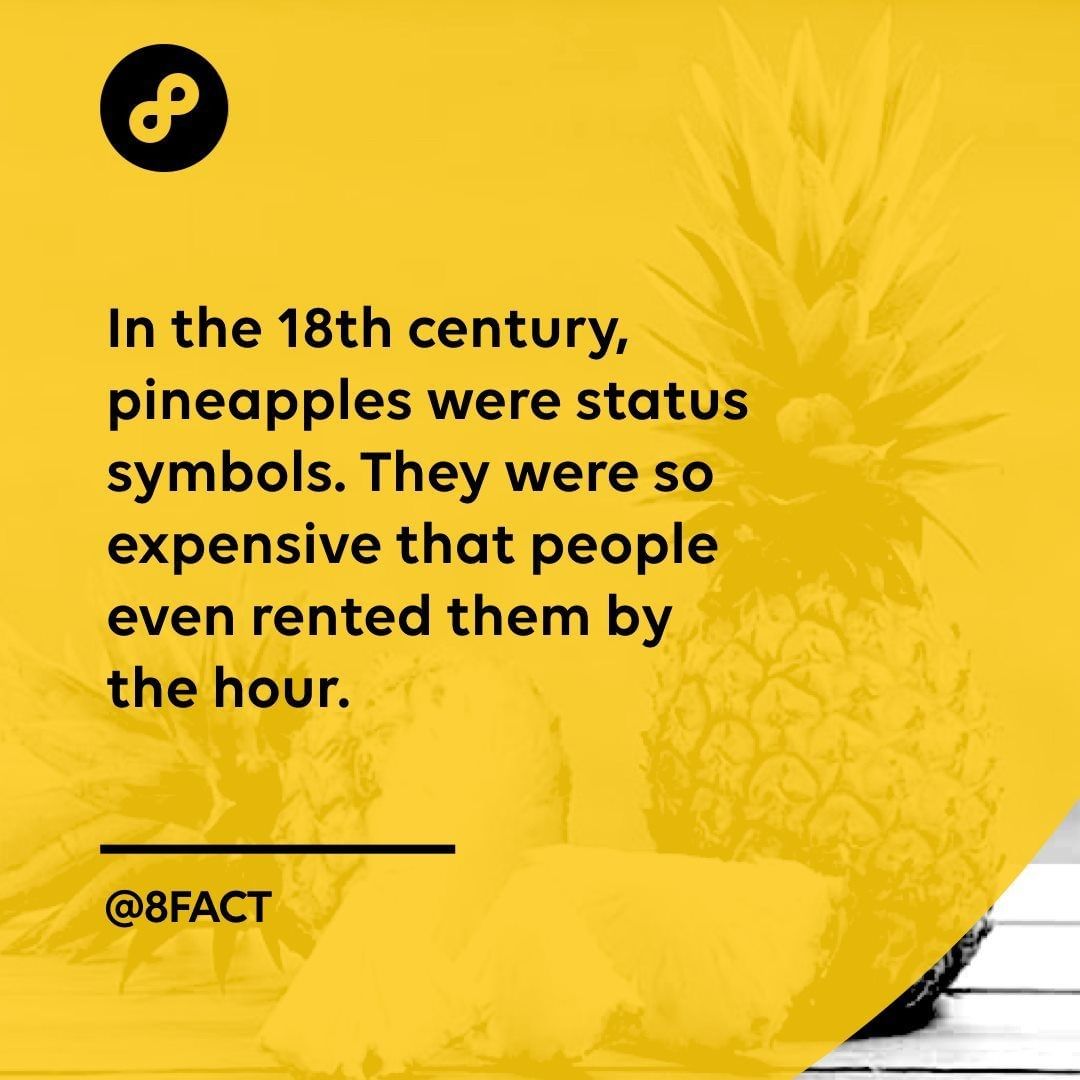 In the 18th century,
pineapples were status
symbols. They were so
expensive that people
even rented them by
the hour.
@8FACT